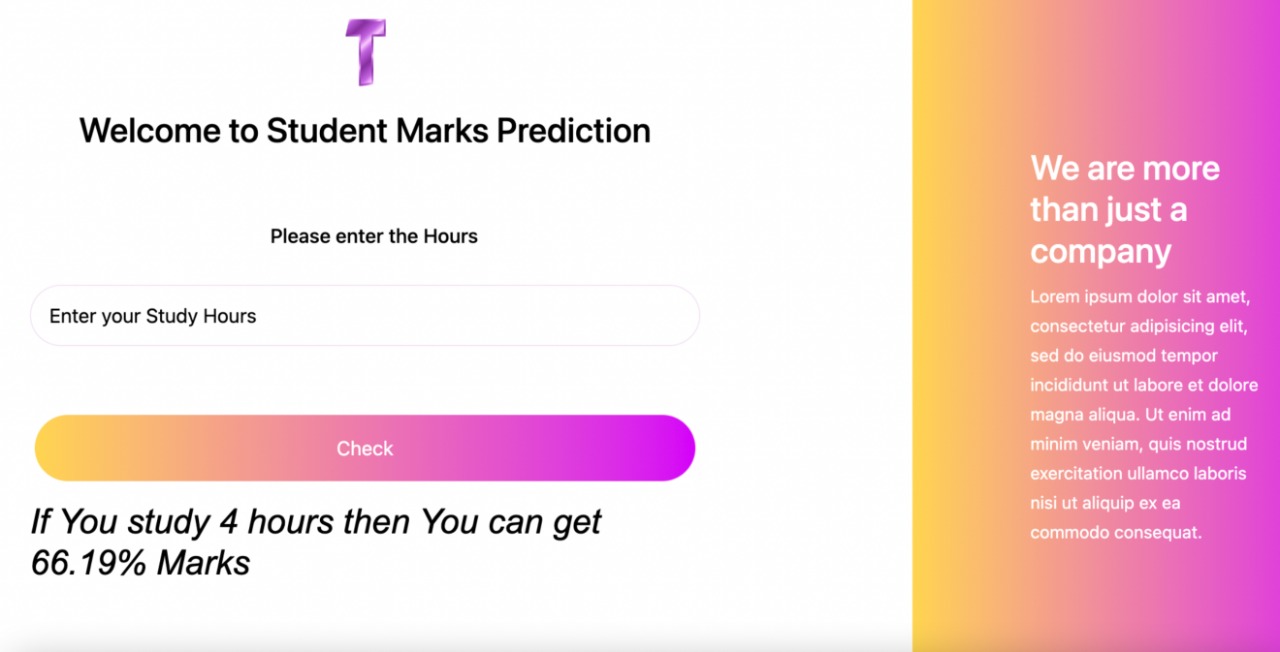 T
Welcome to Student Marks Prediction
Please enter the Hours
Enter your Study Hours
Check
If You study 4 hours then You can get
66.19% Marks
We are more
than just a
company
Lorem ipsum dolor sit amet,
consectetur adipisicing elit,
sed do eiusmod tempor
incididunt ut labore et dolore
magna aliqua. Ut enim ad
minim veniam, quis nostrud
exercitation ullamco laboris
nisi ut aliquip ex ea
commodo consequat.